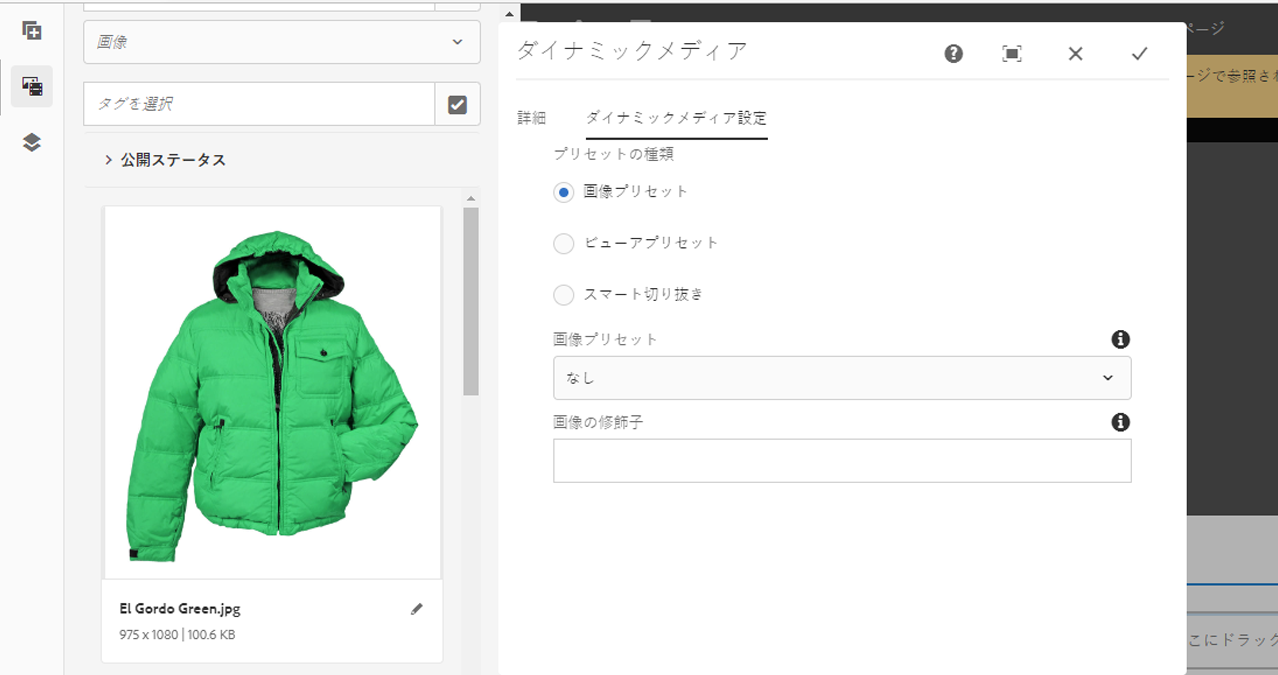 画像
タグを選択
公開ステータス
El Gordo Green.jpg
975 x 1080 | 100.6 KB
ダイナミックメディア
詳細
ダイナミックメディア設定
プリセットの種類
画像プリセット
ビューアプリセット
スマート切り抜き
画像プリセット
なし
画像の修飾子
ページ
ージで参照され
こにドラッグ